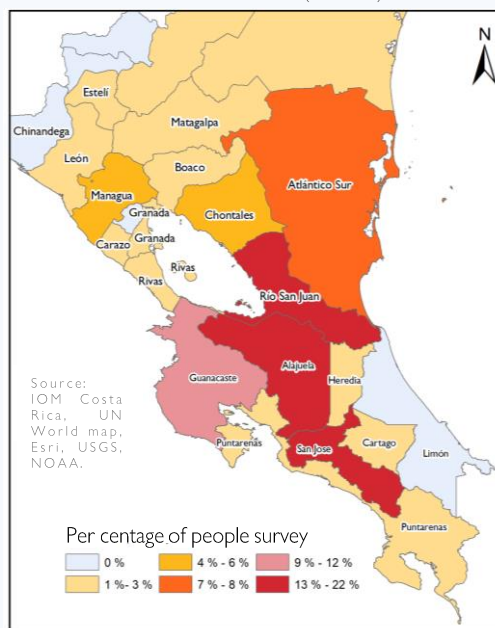 N
Estelí
Chinandega
Matagalpa
León
Boaco
Managua
Atlántico Sur
Granada
Chontales
Granada
Carazo
Rivas
Rivas
Río San Juan
Alajuela
Guanacaste
Heredia
Source:
IOM Costa
Rica, UN
World map,
Esri, USGS,
NOAA.
Puntarenas
San Jose
Cartago
Limón
Puntarenas
Per centage of people survey
0 %
4 % - 6 %
9 % - 12 %
1 %- 3 %
7 % - 8 %
13 % - 22 %